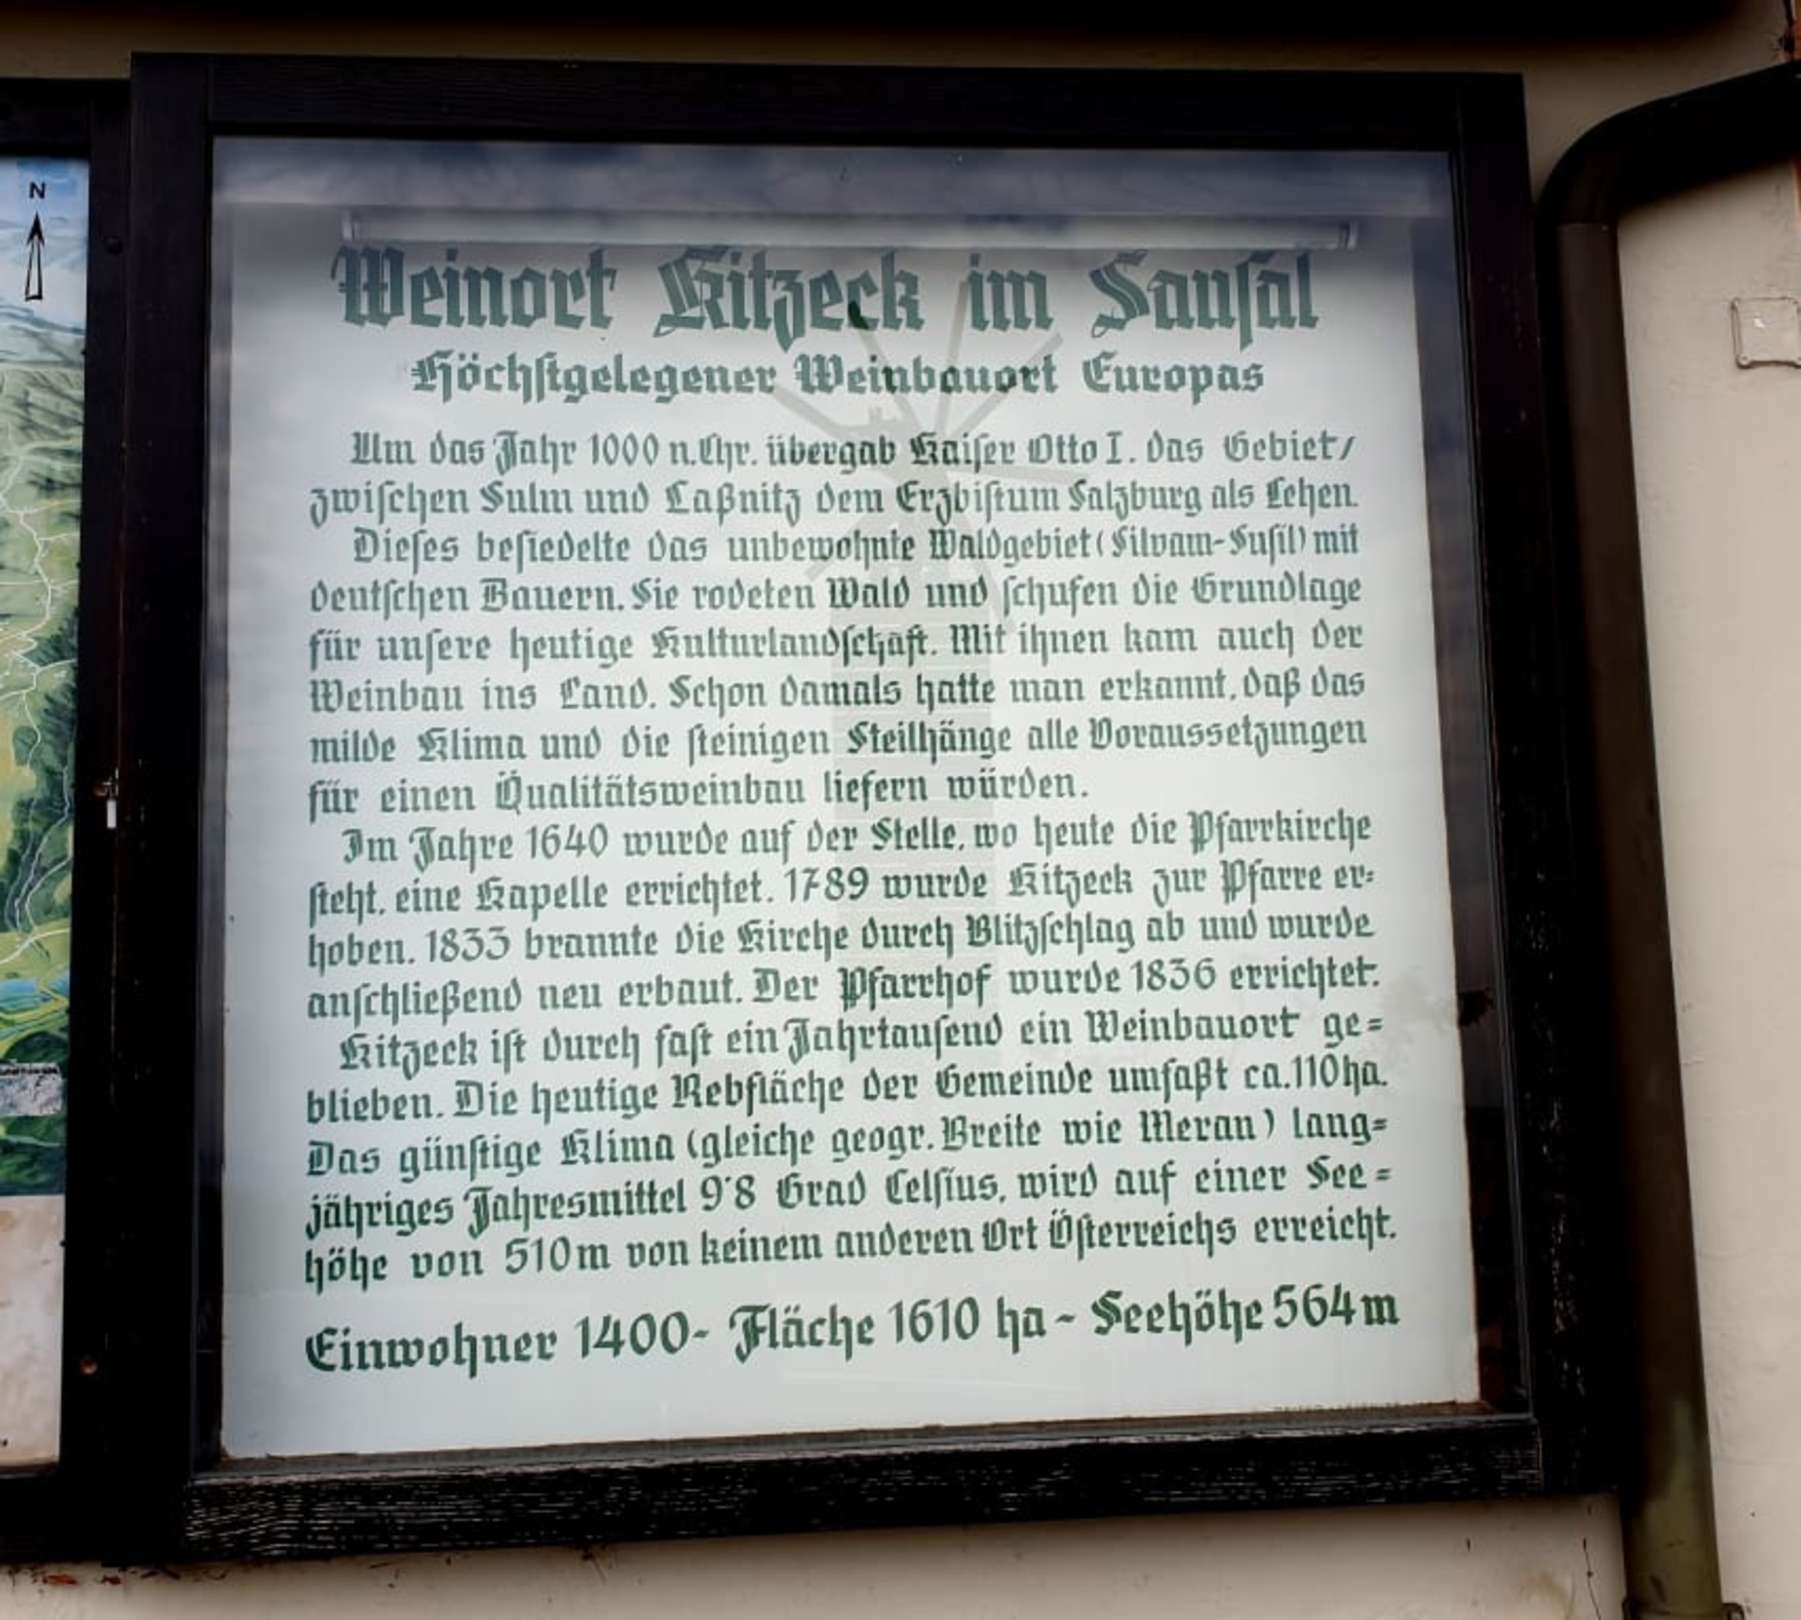 N
Weinort Kitzeck im Sausal
Höchstgelegener Weinbauort Europas
Um das Jahr 1000 n.Chr. übergab Kaiser Otto I. das Gebiet/
zwischen Sulm und Laßnitz dem Erzbistum Salzburg als Lehen.
Dieses besiedelte das unbewohnte Waldgebiet (Silvam-Susil) mit
deutschen Bauern. Sie rodeten Wald und schufen die Grundlage
für unsere heutige Kulturlandschaft. Mit ihnen kam auch der
Weinbau ins Land. Schon damals hatte man erkannt, daß das
milde Klima und die steinigen Steilhänge alle Voraussetzungen
für einen Qualitätsweinbau liefern würden.
Im Jahre 1640 wurde auf der Stelle, wo heute die Pfarrkirche
steht, eine Kapelle errichtet. 1789 wurde Kitzeck zur Pfarre er=
hoben. 1833 brannte die Kirche durch Blitzschlag ab und wurde
anschließend neu erbaut. Der Pfarrhof wurde 1836 errichtet.
Kitzeck ist durch fast ein Jahrtausend ein Weinbauort ge=
blieben. Die heutige Rebfläche der Gemeinde umfaßt ca. 110 ha.
Das günstige Klima (gleiche geogr. Breite wie Meran) lang=
jähriges Jahresmittel 9'8 Grad Celsius, wird auf einer See=
höhe von 510 m von keinem anderen Ort Österreichs erreicht.
Einwohner 1400 - Fläche 1610 ha - Seehöhe 564 m